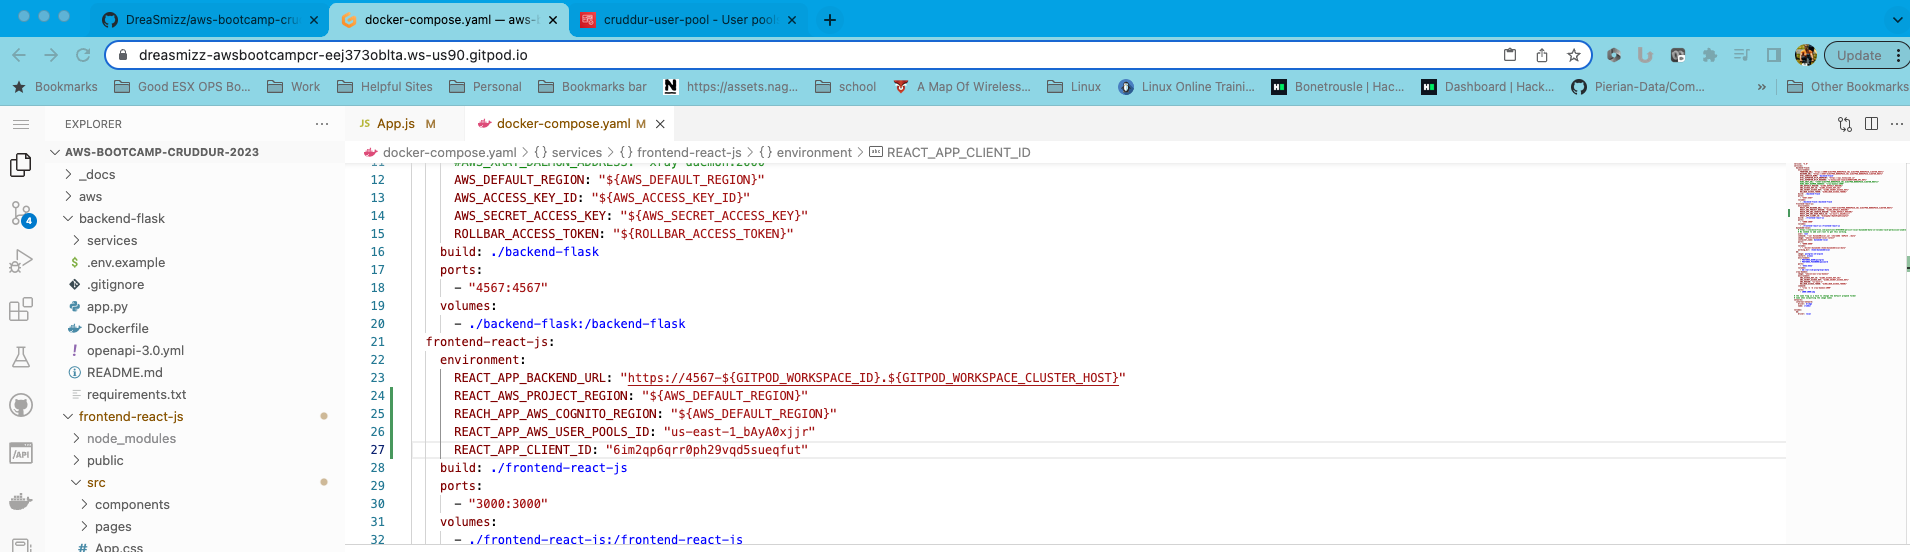 DreaSmizz/aws-bootcamp-cru
docker-compose.yaml — aws-b
cruddur-user-pool - User pool
dreasmizz-awsbootcampcr-eej373oblta.ws-us90.gitpod.io
Update
Bookmarks
Good ESX OPS Bo...
Work
Helpful Sites
Personal
Bookmarks bar
https://assets.nag...
school
A Map Of Wireless...
Linux
Linux Online Traini...
Bonetrousle | Hac...
Dashboard | Hack...
Pierian-Data/Com...
» Other Bookmarks
EXPLORER
JS App.js M
docker-compose.yaml M
AWS-BOOTCAMP-CRUDDUR-2023
docker-compose.yaml > {} services > {} frontend-react-js > {} environment > REACT_APP_CLIENT_ID
_docs
aws
backend-flask
services
$ .env.example
.gitignore
app.py
Dockerfile
! openapi-3.0.yml
README.md
requirements.txt
frontend-react-js
node_modules
public
src
components
pages
# App.css
4
/API
12 AWS_DEFAULT_REGION: "${AWS_DEFAULT_REGION}"
13 AWS_ACCESS_KEY_ID: "${AWS_ACCESS_KEY_ID}"
14 AWS_SECRET_ACCESS_KEY: "${AWS_SECRET_ACCESS_KEY}"
15 ROLLBAR_ACCESS_TOKEN: "${ROLLBAR_ACCESS_TOKEN}"
16 build: ./backend-flask
17 ports:
18 - "4567:4567"
19 volumes:
20 - ./backend-flask:/backend-flask
21 frontend-react-js:
22 environment:
23 REACT_APP_BACKEND_URL: "https://4567-${GITPOD_WORKSPACE_ID}.${GITPOD_WORKSPACE_CLUSTER_HOST}"
24 REACT_AWS_PROJECT_REGION: "${AWS_DEFAULT_REGION}"
25 REACH_APP_AWS_COGNITO_REGION: "${AWS_DEFAULT_REGION}"
26 REACT_APP_AWS_USER_POOLS_ID: "us-east-1_bAyA0xjjr"
27 REACT_APP_CLIENT_ID: "6im2qp6qrr0ph29vqd5sueqfut"
28 build: ./frontend-react-js
29 ports:
30 - "3000:3000"
31 volumes:
32 - ./frontend-react-js:/frontend-react-js